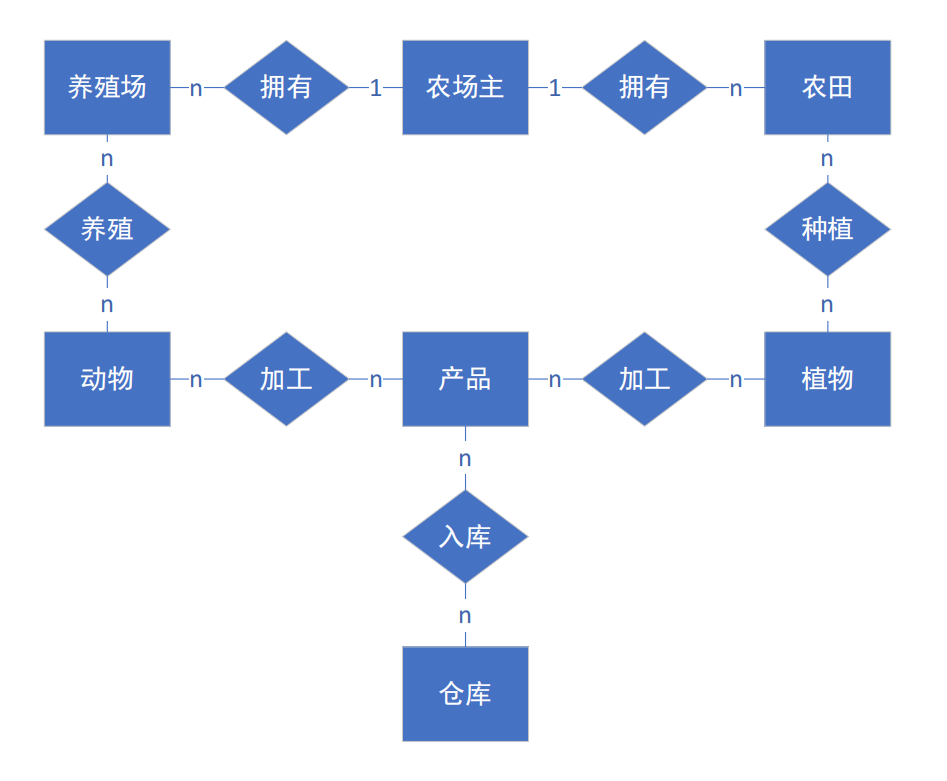 养殖场 n 拥有 1 农场主 1 拥有 n 农田
n n
养殖 种植
n n
动物 n 加工 n 产品 n 加工 n 植物
n
入库
n
仓库